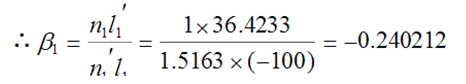 ∴ β₁ = n₁l₁′ / n₁′l₁ = 1×36.4233 / 1.5163×(−100) = −0.240212